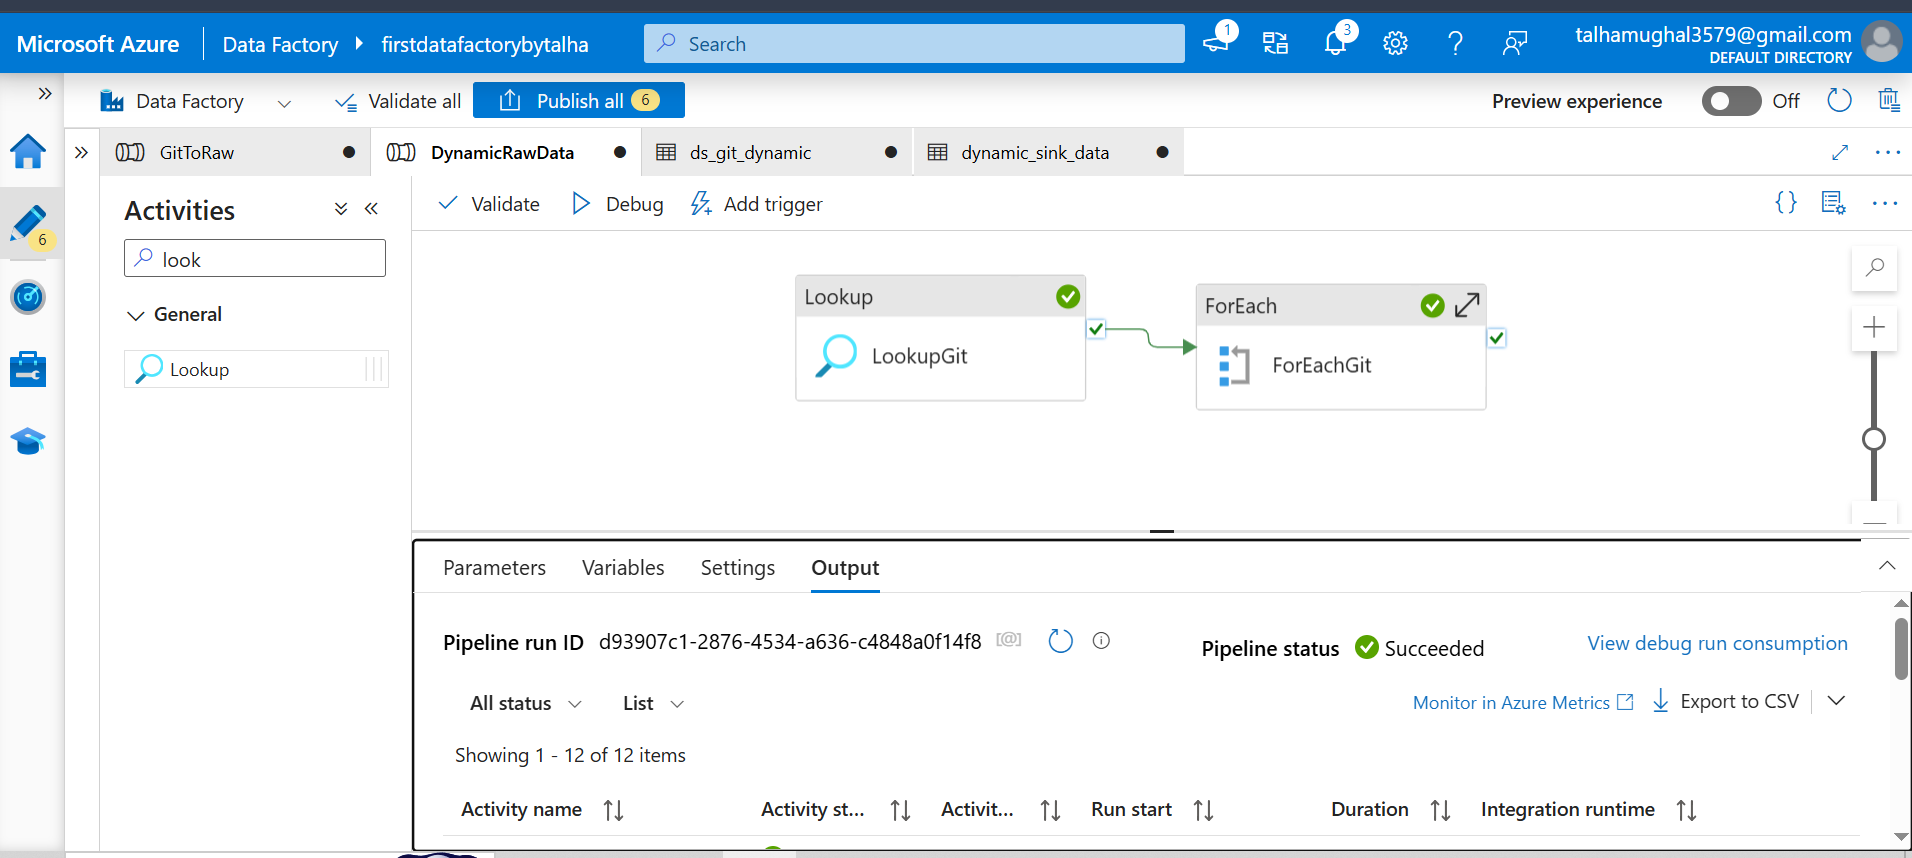 Microsoft Azure
Data Factory
firstdatafactorybytalha
Search
1
3
talhamughal3579@gmail.com
DEFAULT DIRECTORY
Data Factory
Validate all
Publish all 6
Preview experience
Off
GitToRaw
DynamicRawData
ds_git_dynamic
dynamic_sink_data
6
Activities
look
General
Lookup
Validate
Debug
Add trigger
{}
Lookup
LookupGit
ForEach
ForEachGit
Parameters
Variables
Settings
Output
Pipeline run ID d93907c1-2876-4534-a636-c4848a0f14f8 [@]
Pipeline status Succeeded
View debug run consumption
All status
List
Monitor in Azure Metrics
Export to CSV
Showing 1 - 12 of 12 items
Activity name
Activity st...
Activit...
Run start
Duration
Integration runtime